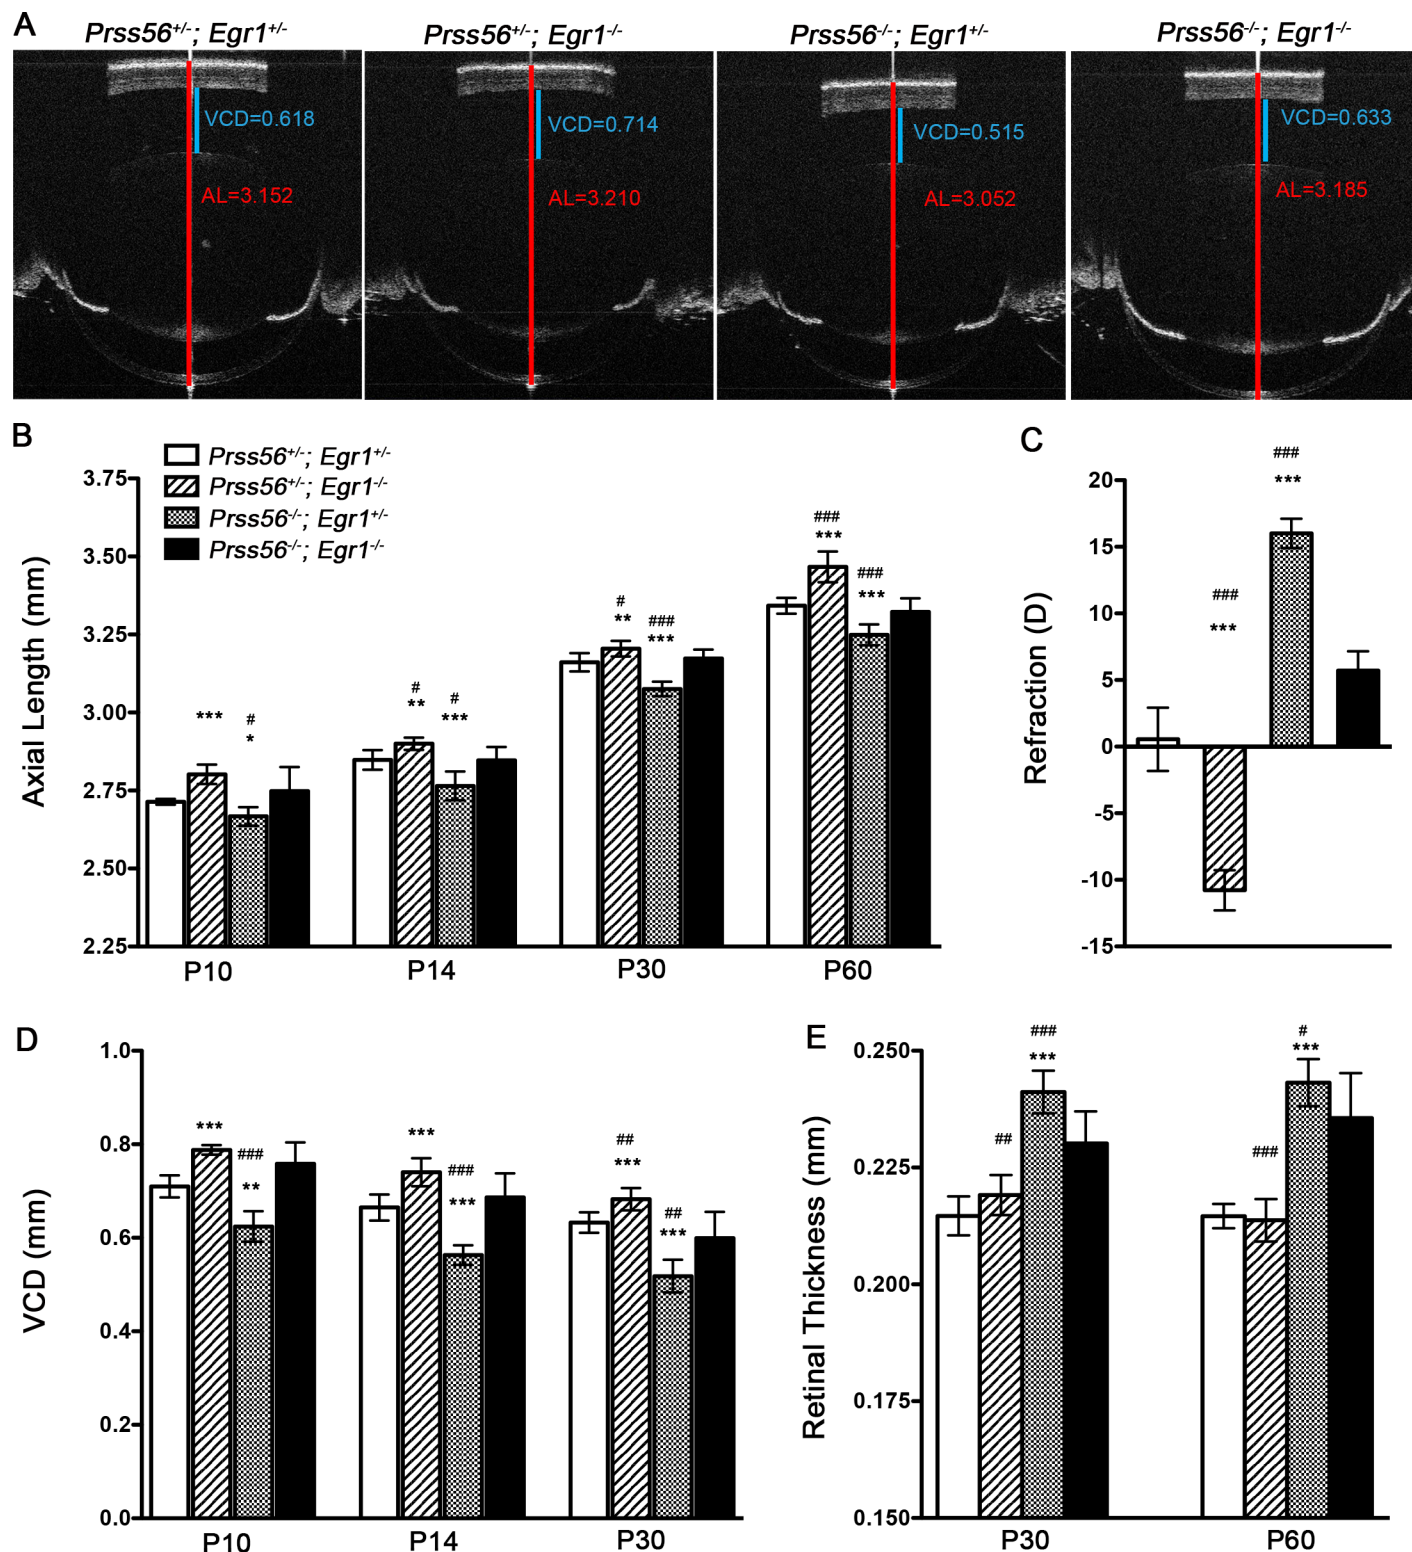 A
Prss56+/-; Egr1+/-
Prss56+/-; Egr1-/-
Prss56-/-; Egr1+/-
Prss56-/-; Egr1-/-
VCD=0.618
AL=3.152
VCD=0.714
AL=3.210
VCD=0.515
AL=3.052
VCD=0.633
AL=3.185
B
Prss56+/-; Egr1+/-
Prss56+/-; Egr1-/-
Prss56-/-; Egr1+/-
Prss56-/-; Egr1-/-
Axial Length (mm)
3.75
3.50
3.25
3.00
2.75
2.50
2.25
***
#
*
#
**
#
***
#
**
###
***
###
***
###
***
P10
P14
P30
P60
C
Refraction (D)
20
15
10
5
0
-5
-10
-15
###
***
###
***
D
VCD (mm)
1.0
0.8
0.6
0.4
0.2
0.0
***
###
**
***
###
***
##
***
##
***
P10
P14
P30
E
Retinal Thickness (mm)
0.250
0.225
0.200
0.175
0.150
##
###
***
###
#
***
P30
P60